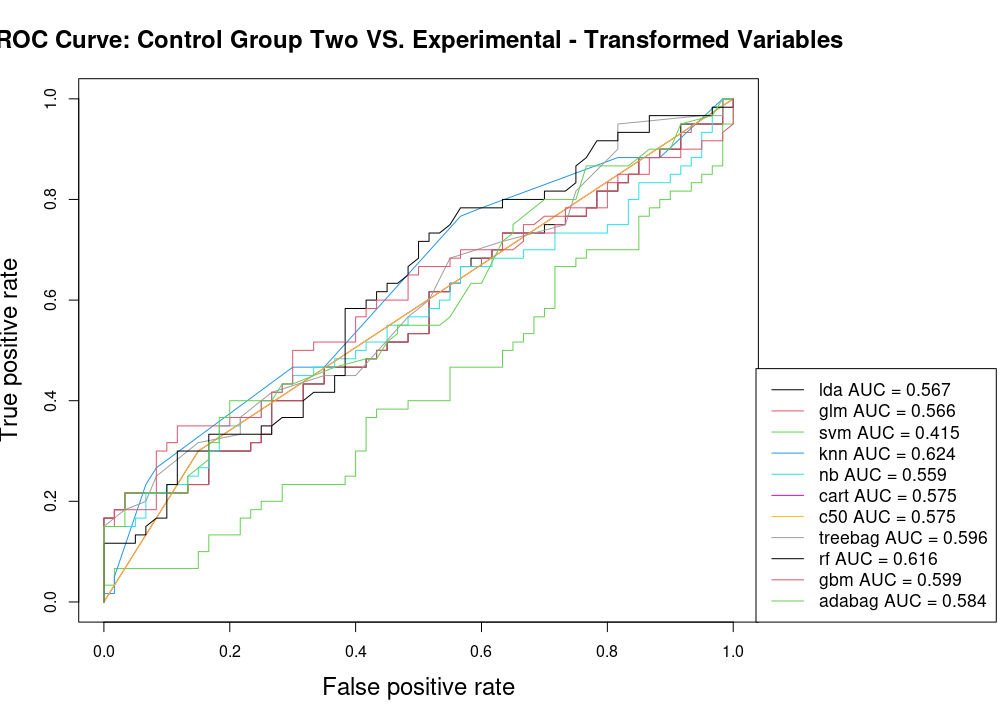 ROC Curve: Control Group Two VS. Experimental - Transformed Variables
True positive rate
1.0
0.8
0.6
0.4
0.2
0.0
0.0 0.2 0.4 0.6 0.8 1.0
False positive rate
lda AUC = 0.567
glm AUC = 0.566
svm AUC = 0.415
knn AUC = 0.624
nb AUC = 0.559
cart AUC = 0.575
c50 AUC = 0.575
treebag AUC = 0.596
rf AUC = 0.616
gbm AUC = 0.599
adabag AUC = 0.584